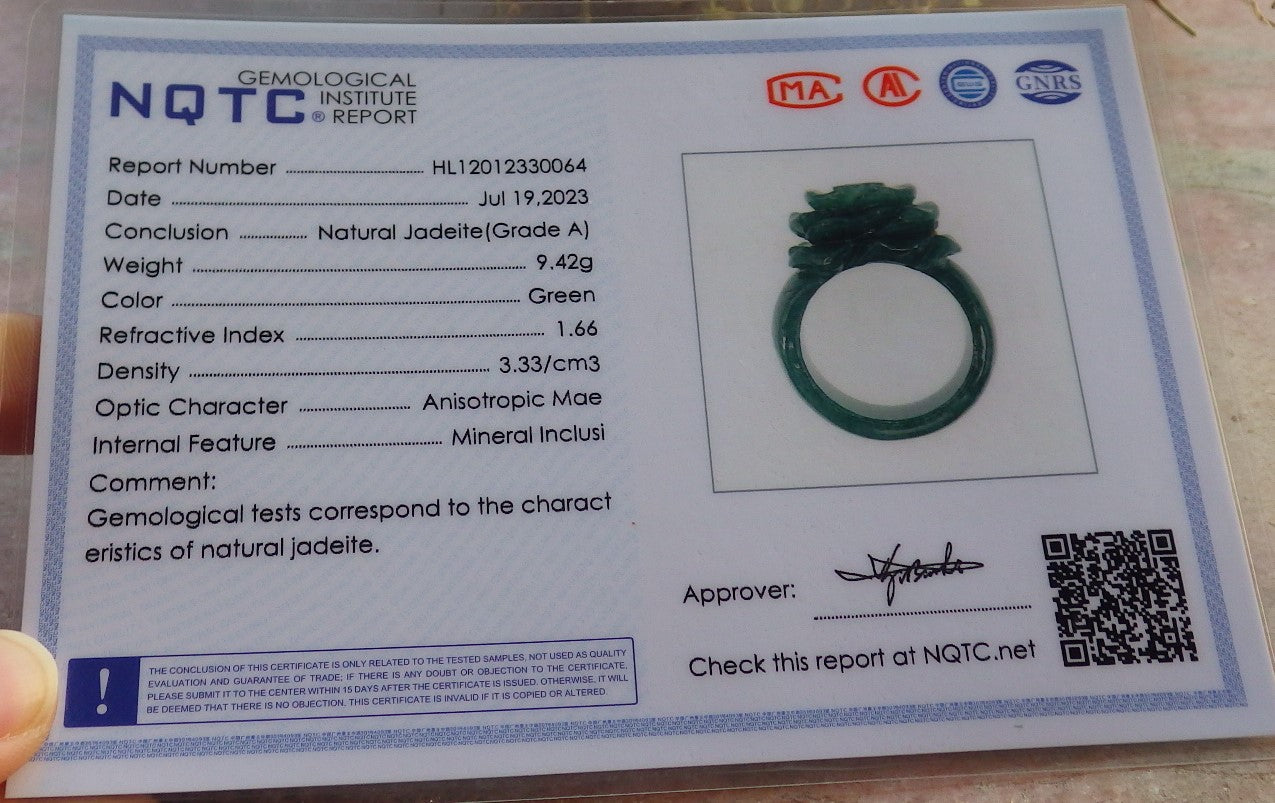 NQTC® GEMOLOGICAL INSTITUTE REPORT
MA
AL
GNRS
Report Number HL12012330064
Date Jul 19,2023
Conclusion Natural Jadeite(Grade A)
Weight 9.42g
Color Green
Refractive Index 1.66
Density 3.33/cm3
Optic Character Anisotropic Mae
Internal Feature Mineral Inclusi
Comment:
Gemological tests correspond to the charact
eristics of natural jadeite.
Approver:
Check this report at NQTC.net
!
THE CONCLUSION OF THIS CERTIFICATE IS ONLY RELATED TO THE TESTED SAMPLES, NOT USED AS QUALITY
EVALUATION AND GUARANTEE OF TRADE; IF THERE IS ANY DOUBT OR OBJECTION TO THE CERTIFICATE,
PLEASE SUBMIT IT TO THE CENTER WITHIN 15 DAYS AFTER THE CERTIFICATE IS ISSUED. OTHERWISE, IT WILL
BE DEEMED THAT THERE IS NO OBJECTION. THIS CERTIFICATE IS INVALID IF IT IS COPIED OR ALTERED.